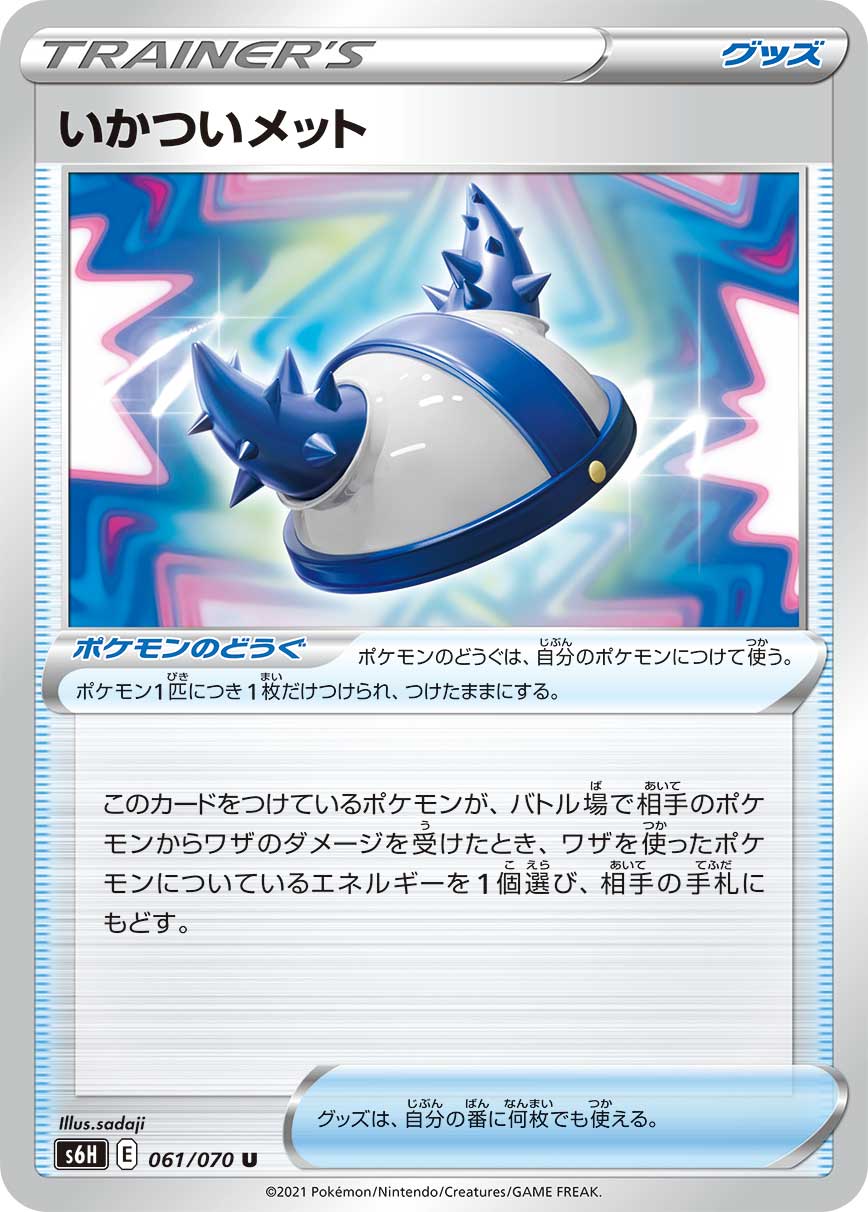 TRAINER'S グッズ
いかついメット
ポケモンのどうぐ ポケモンのどうぐは、自分のポケモンにつけて使う。
ポケモン1匹につき1枚だけつけられ、つけたままにする。
このカードをつけているポケモンが、バトル場で相手のポケ
モンからワザのダメージを受けたとき、ワザを使ったポケ
モンについているエネルギーを1個選び、相手の手札に
もどす。
グッズは、自分の番に何枚でも使える。
Illus.sadaji
s6H E 061/070 U
©2021 Pokémon/Nintendo/Creatures/GAME FREAK.